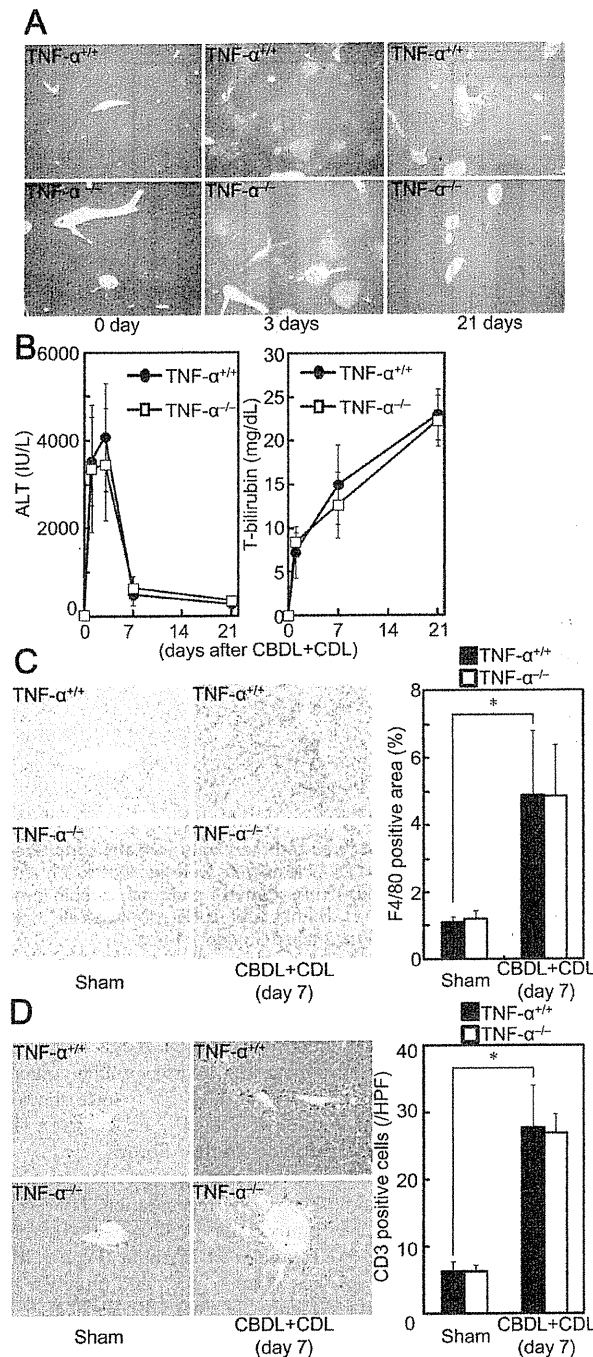 A
TNF-α+/+ TNF-α+/+ TNF-α+/+
TNF-α−/− TNF-α−/− TNF-α−/−
0 day 3 days 21 days
B
6000
4000
2000
0
ALT (IU/L)
TNF-α+/+
TNF-α−/−
0 7 14 21
30
25
20
15
10
5
0
T-bilirubin (mg/dL)
TNF-α+/+
TNF-α−/−
0 7 14 21
(days after CBDL+CDL)
C
TNF-α+/+ TNF-α+/+
TNF-α−/− TNF-α−/−
Sham CBDL+CDL
(day 7)
TNF-α+/+
TNF-α−/−
8
6
4
2
0
F4/80 positive area (%)
*
Sham CBDL+CDL
(day 7)
D
TNF-α+/+ TNF-α+/+
TNF-α−/− TNF-α−/−
Sham CBDL+CDL
(day 7)
TNF-α+/+
TNF-α−/−
40
30
20
10
0
CD3 positive cells (/HPF)
*
Sham CBDL+CDL
(day 7)